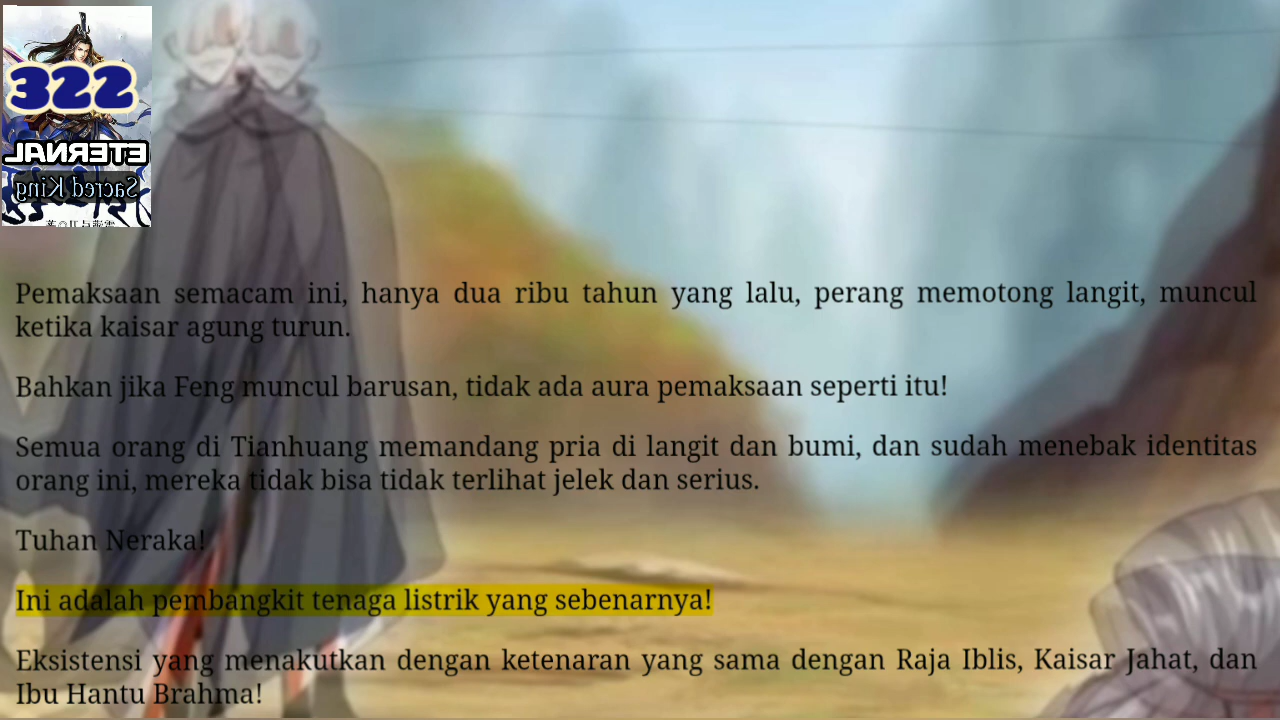 322
ETERNAL
Sacred King
Pemaksaan semacam ini, hanya dua ribu tahun yang lalu, perang memotong langit, muncul
ketika kaisar agung turun.
Bahkan jika Feng muncul barusan, tidak ada aura pemaksaan seperti itu!
Semua orang di Tianhuang memandang pria di langit dan bumi, dan sudah menebak identitas
orang ini, mereka tidak bisa tidak terlihat jelek dan serius.
Tuhan Neraka!
Ini adalah pembangkit tenaga listrik yang sebenarnya!
Eksistensi yang menakutkan dengan ketenaran yang sama dengan Raja Iblis, Kaisar Jahat, dan
Ibu Hantu Brahma!